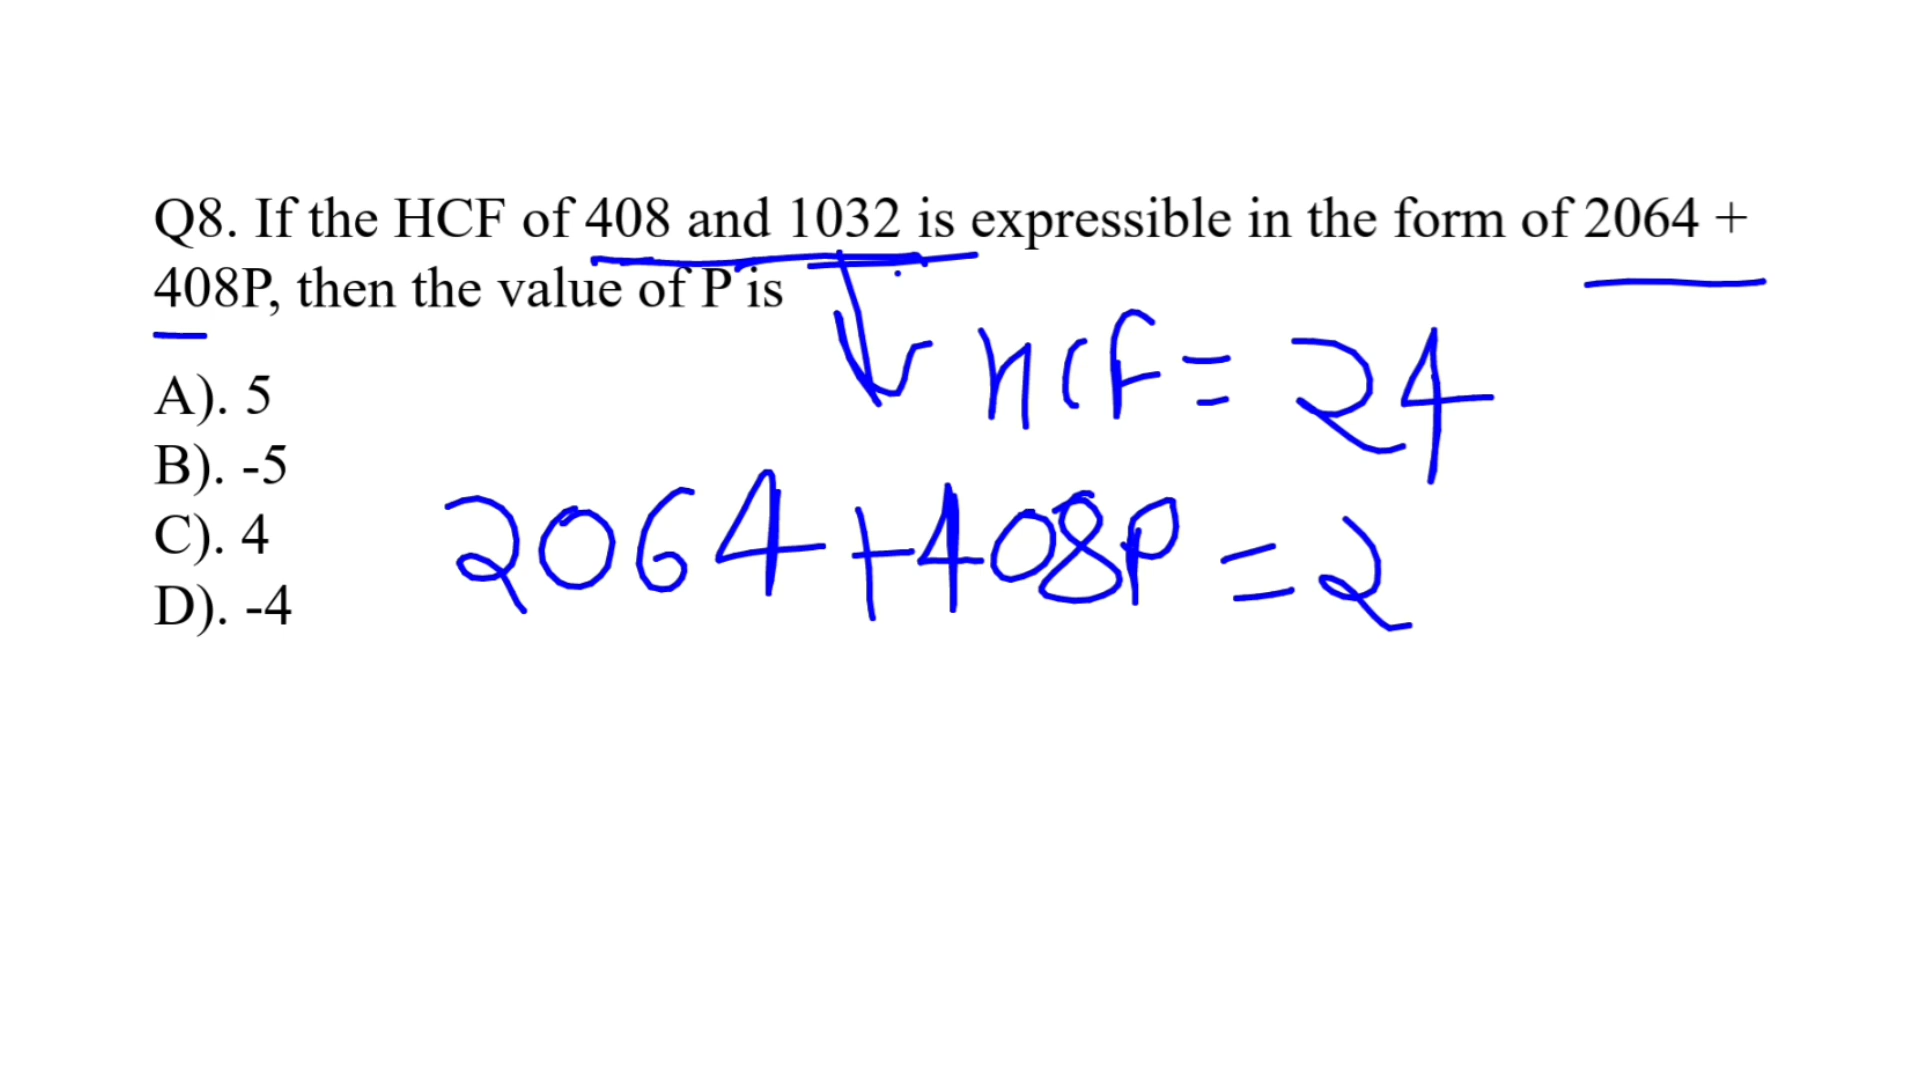 Q8. If the HCF of 408 and 1032 is expressible in the form of 2064 +
408P, then the value of P is
HCF = 24
A). 5
B). -5
2064+408P = 2
C). 4
D). -4